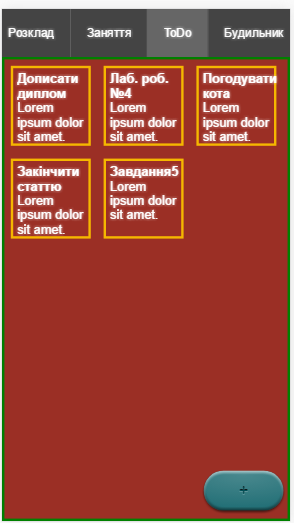 Розклад Заняття ToDo Будильник
Дописати
диплом
Lorem
ipsum dolor
sit amet.
Лаб. роб.
№4
Lorem
ipsum dolor
sit amet.
Погодувати
кота
Lorem
ipsum dolor
sit amet.
Закінчити
статтю
Lorem
ipsum dolor
sit amet.
Завдання5
Lorem
ipsum dolor
sit amet.
+